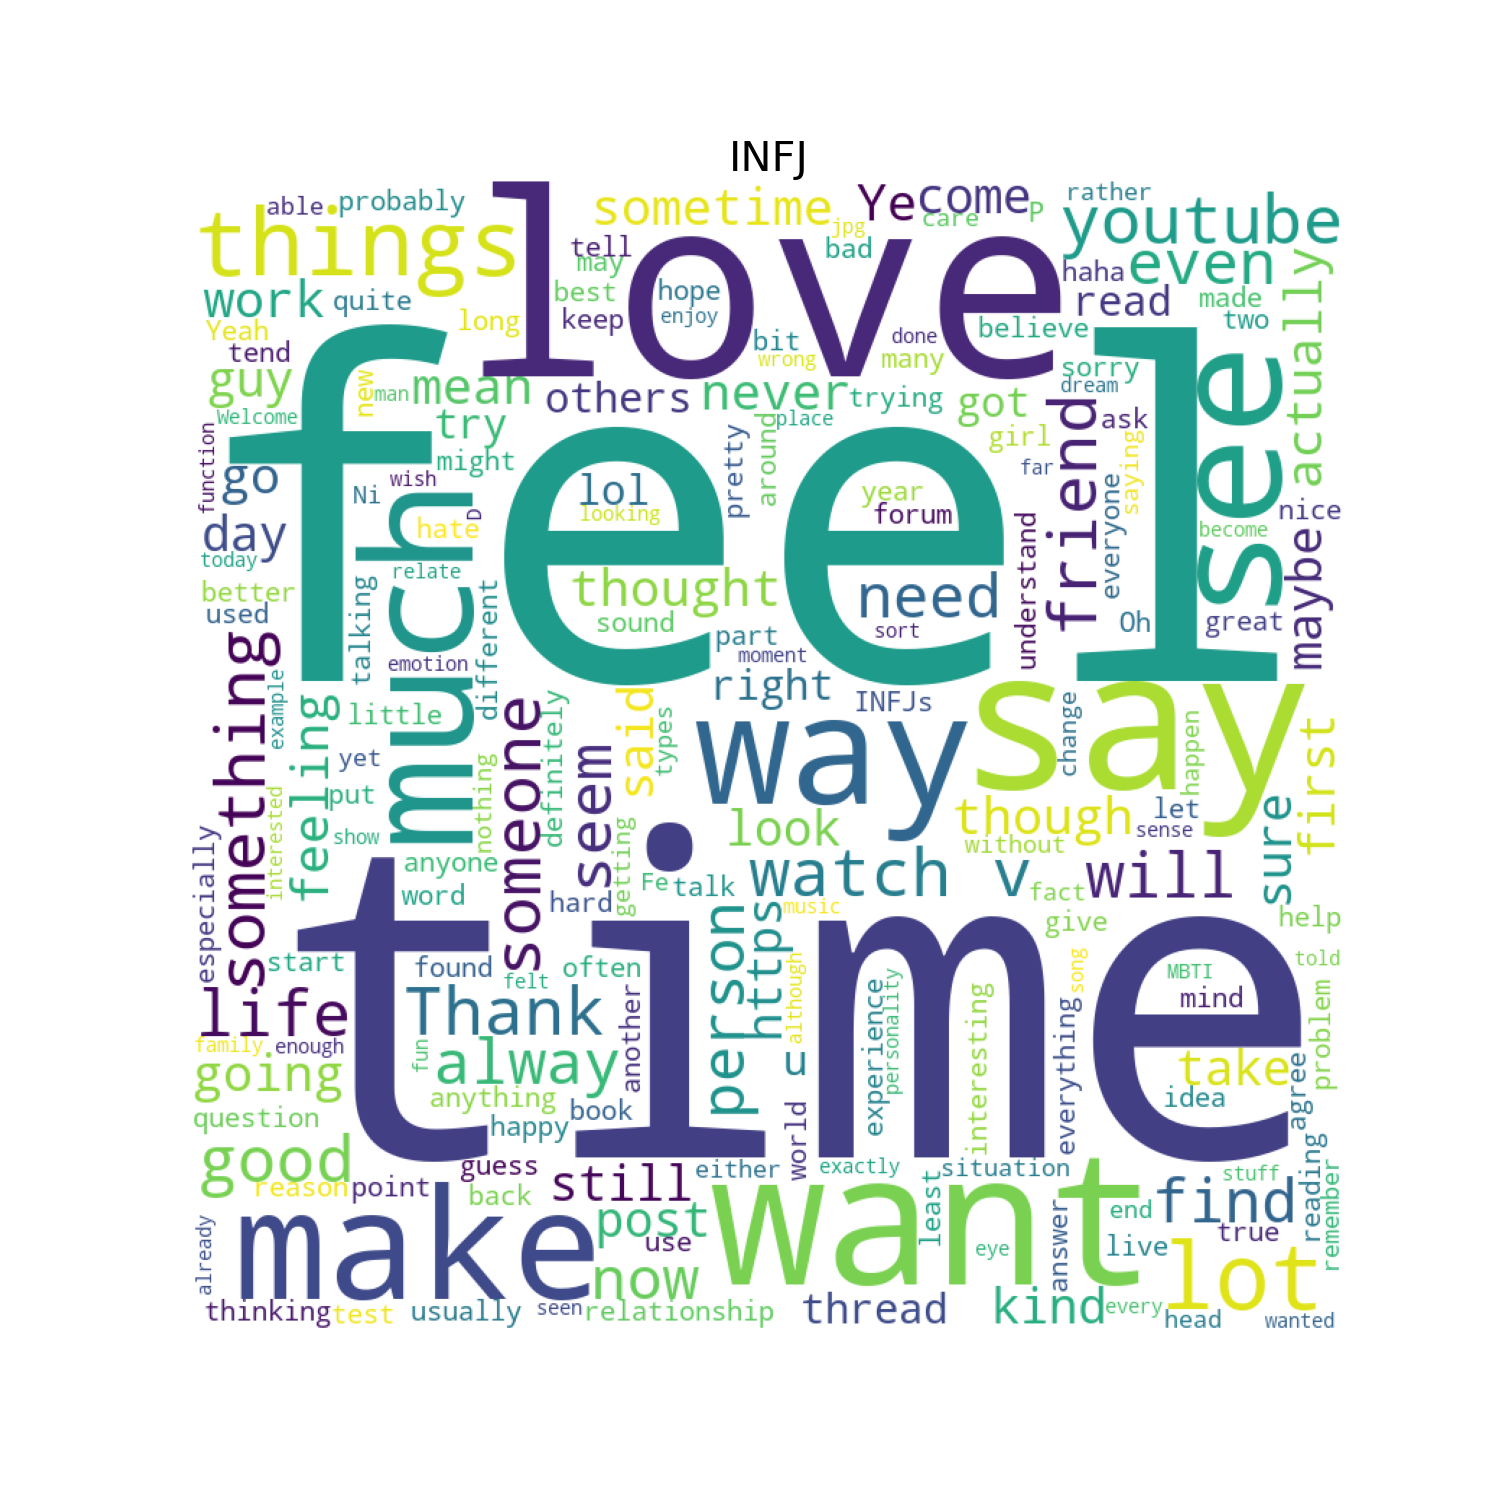 INFJ
able
probably
love
sometime
Ye
come
rather
care
P
youtube
things
jpg
tell
bad
may
haha
even
actually
work
quite
best
hope
read
made
Yeah
long
keep
enjoy
bit
done
believe
two
tend
wrong
many
sorry
guy
new
man
mean
others
never
trying
got
dream
see
Welcome
feel
try
place
friend
ask
function
might
pretty
around
girl
saying
go
wish
far
Ni
much
lol
year
everyone
day
hate
D
looking
forum
understand
become
nice
today
relate
maybe
better
talking
thought
need
used
different
sound
sort
Oh
great
something
emotion
part
moment
example
feeling
little
someone
definitely
said
types
right
INFJs
say
change
happen
first
yet
seem
way
put
nothing
though
let
interested
show
look
sense
without
sure
especially
anyone
getting
Fe
talk
watch
v
fact
will
word
hard
music
give
help
time
person
https
start
found
felt
often
although
song
MBTI
told
life
Thank
another
experience
personality
interesting
everything
mind
problem
family
enough
fun
alway
u
take
going
agree
anything
book
idea
question
happy
world
good
guess
still
either
exactly
situation
reading
stuff
remember
reason
point
back
want
least
answer
end
find
already
make
post
use
eye
live
true
now
lot
thinking
test
usually
seen
relationship
thread
kind
every
head
wanted